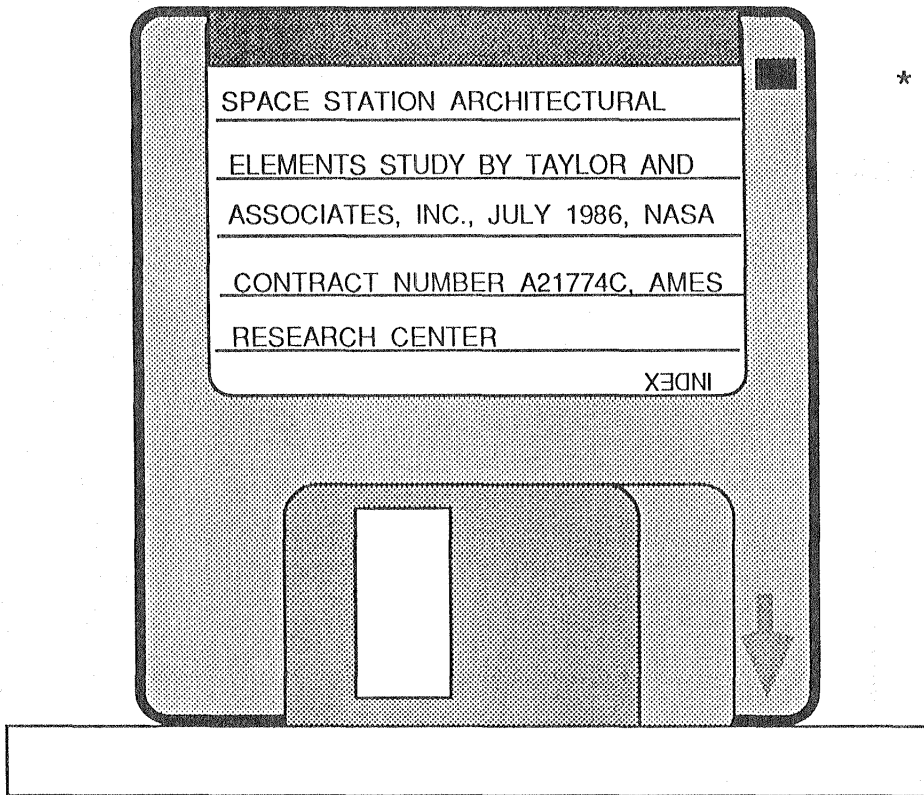 *
SPACE STATION ARCHITECTURAL
ELEMENTS STUDY BY TAYLOR AND
ASSOCIATES, INC., JULY 1986, NASA
CONTRACT NUMBER A21774C, AMES
RESEARCH CENTER
INDEX